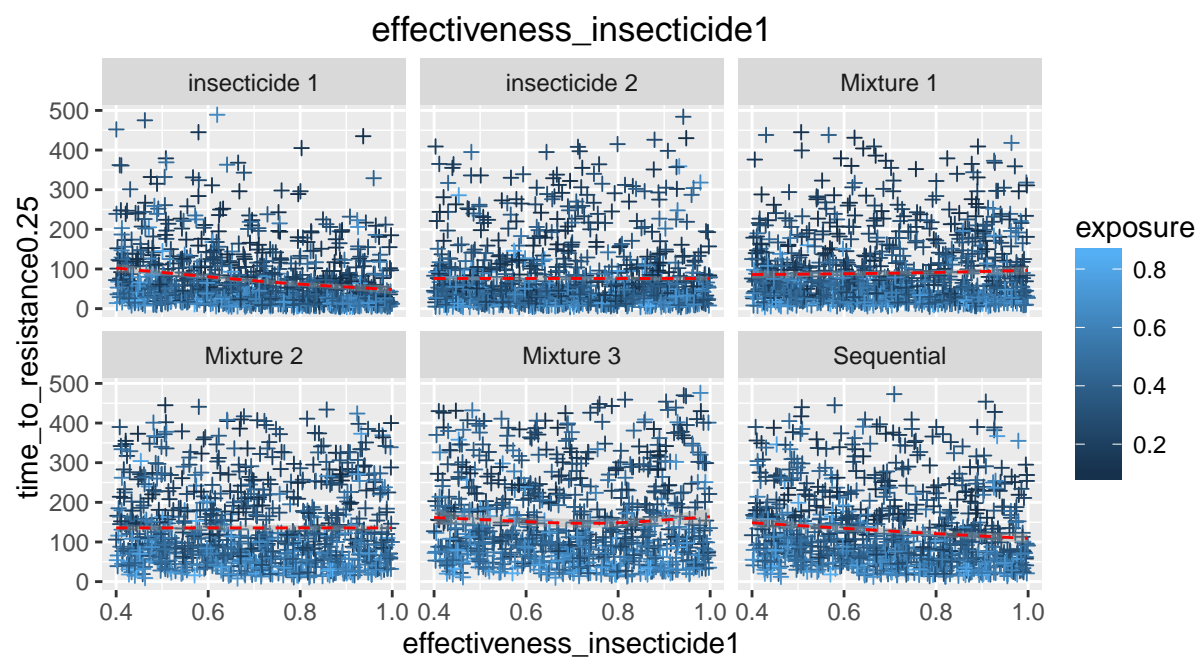 effectiveness_insecticide1
insecticide 1 insecticide 2 Mixture 1
500
400
300
200
100
0
Mixture 2 Mixture 3 Sequential
500
400
300
200
100
0
0.4 0.6 0.8 1.0 0.4 0.6 0.8 1.0 0.4 0.6 0.8 1.0
effectiveness_insecticide1
time_to_resistance0.25
exposure
0.8
0.6
0.4
0.2